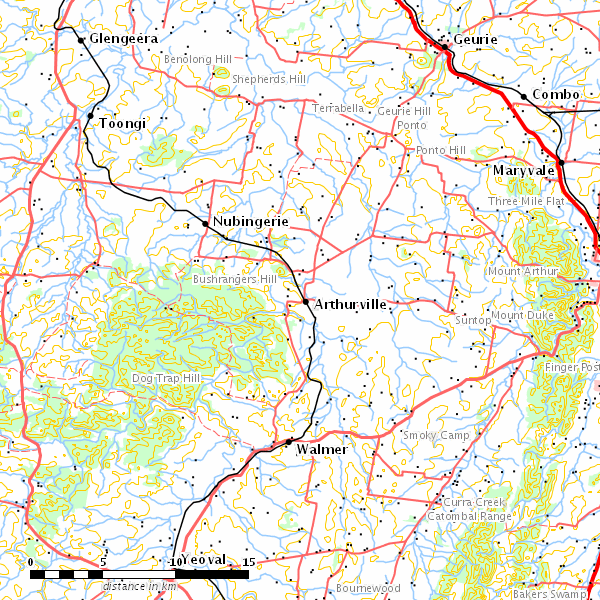 Glengeera
Geurie
Benolong Hill
Shepherds Hill
Combo
Terrabella
Geurie Hill
Toongi
Ponto
Ponto Hill
Maryvale
Three Mile Flat
Nubingerie
Mount Arthur
Bushrangers Hill
Arthurville
Mount Duke
Suntop
Finger Post
Dog Trap Hill
Smoky Camp
Walmer
Curra Creek
Catombal Range
Yeoval
0 5 10 15
distance in km
Bournewood
Bakers Swamp